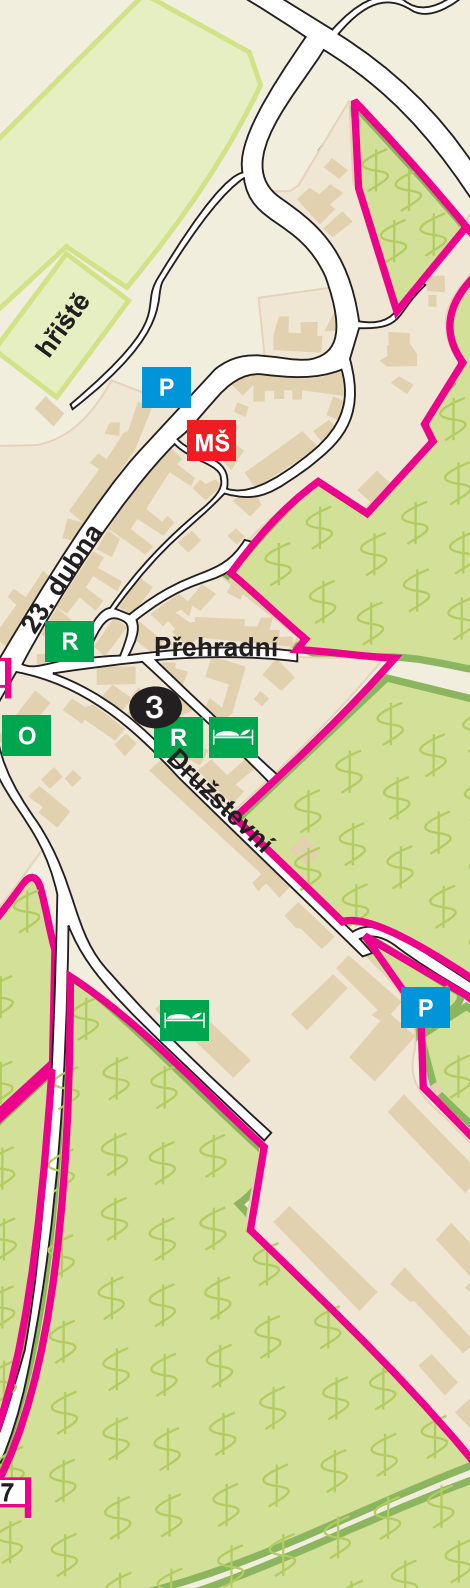 hřiště
P
MŠ
23. dubna
R
Přehradní
3
O
R
Družstevní
P
7